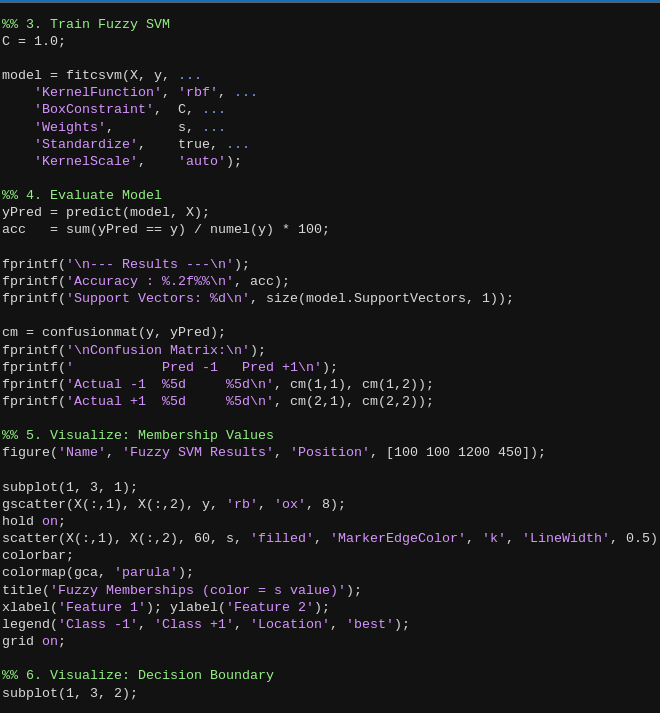 %% 3. Train Fuzzy SVM
C = 1.0;
model = fitcsvm(X, y, ...
    'KernelFunction', 'rbf', ...
    'BoxConstraint',  C, ...
    'Weights',        s, ...
    'Standardize',    true, ...
    'KernelScale',    'auto');
%% 4. Evaluate Model
yPred = predict(model, X);
acc   = sum(yPred == y) / numel(y) * 100;
fprintf('\n--- Results ---\n');
fprintf('Accuracy : %.2f%%\n', acc);
fprintf('Support Vectors: %d\n', size(model.SupportVectors, 1));
cm = confusionmat(y, yPred);
fprintf('\nConfusion Matrix:\n');
fprintf('           Pred -1   Pred +1\n');
fprintf('Actual -1  %5d     %5d\n', cm(1,1), cm(1,2));
fprintf('Actual +1  %5d     %5d\n', cm(2,1), cm(2,2));
%% 5. Visualize: Membership Values
figure('Name', 'Fuzzy SVM Results', 'Position', [100 100 1200 450]);
subplot(1, 3, 1);
gscatter(X(:,1), X(:,2), y, 'rb', 'ox', 8);
hold on;
scatter(X(:,1), X(:,2), 60, s, 'filled', 'MarkerEdgeColor', 'k', 'LineWidth', 0.5)
colorbar;
colormap(gca, 'parula');
title('Fuzzy Memberships (color = s value)');
xlabel('Feature 1'); ylabel('Feature 2');
legend('Class -1', 'Class +1', 'Location', 'best');
grid on;
%% 6. Visualize: Decision Boundary
subplot(1, 3, 2);